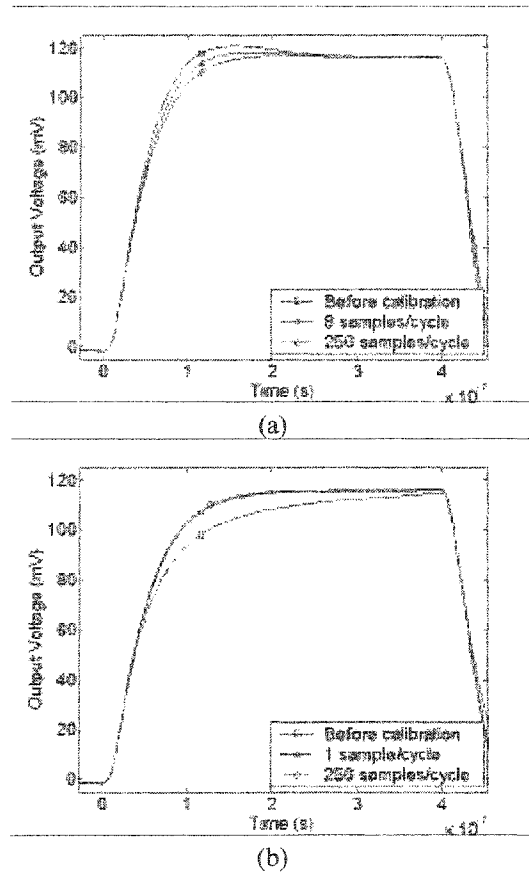 120
100
80
60
40
20
0
Output Voltage (mV)
Before calibration
8 samples/cycle
256 samples/cycle
0 1 2 3 4
Time (s)
(a)
120
100
80
60
40
20
0
Output Voltage (mV)
Before calibration
1 sample/cycle
256 samples/cycle
0 1 2 3 4
Time (s)
(b)